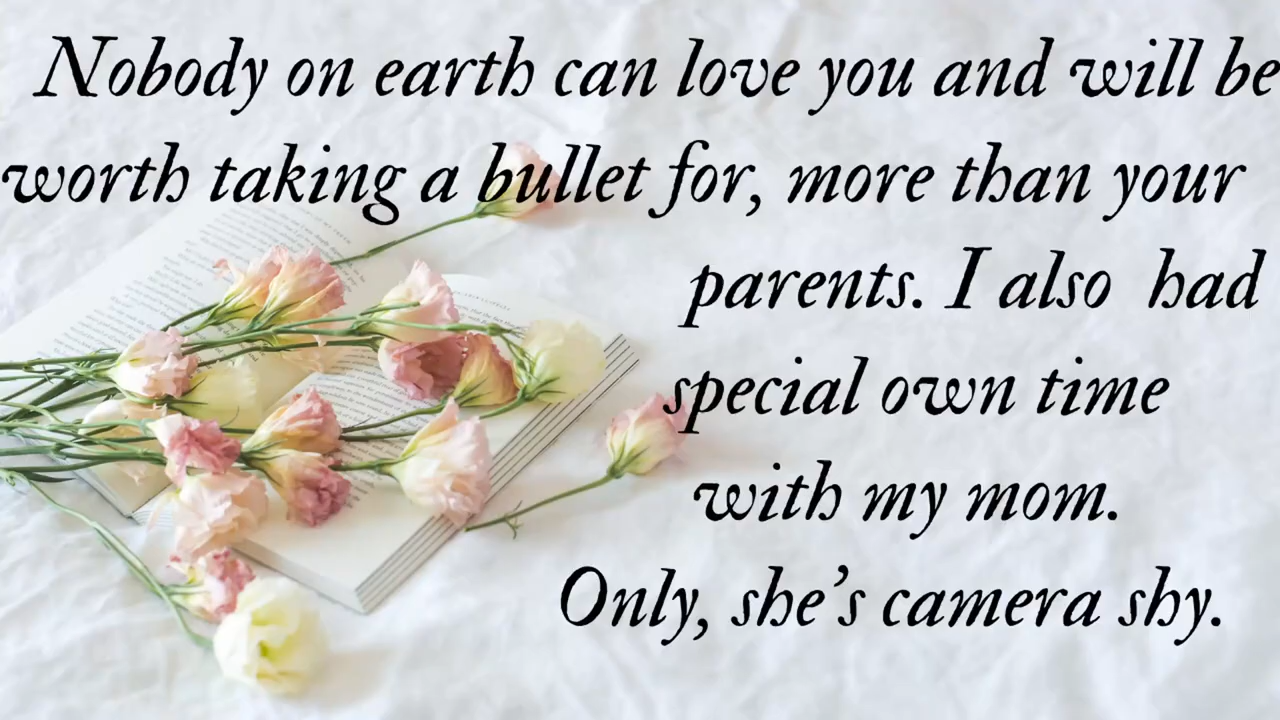 Nobody on earth can love you and will be
worth taking a bullet for, more than your
parents. I also had
special own time
with my mom.
Only, she's camera shy.